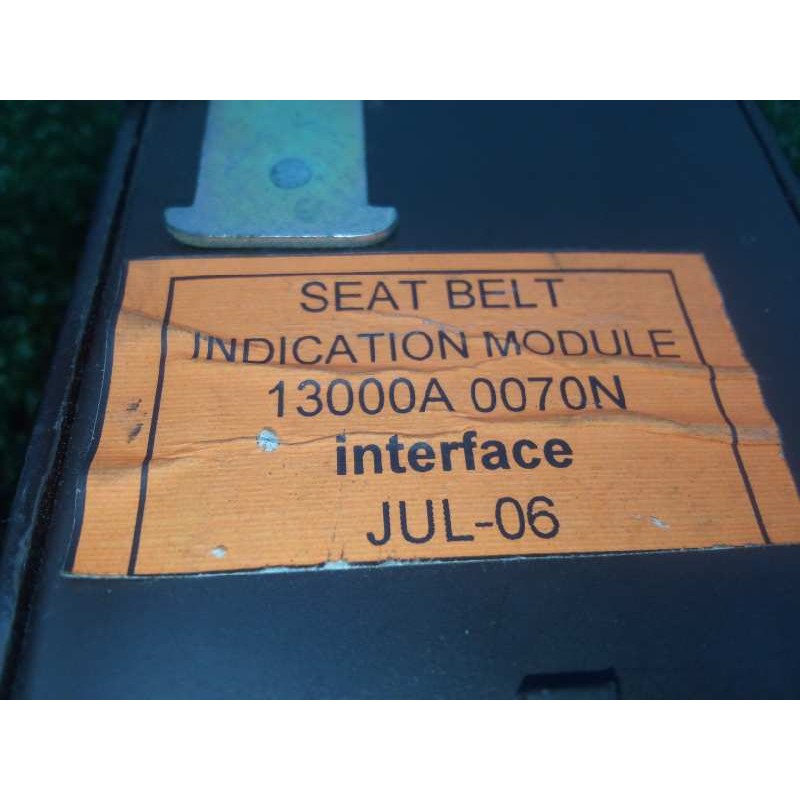 SEAT BELT
INDICATION MODULE
13000A 0070N
interface
JUL-06